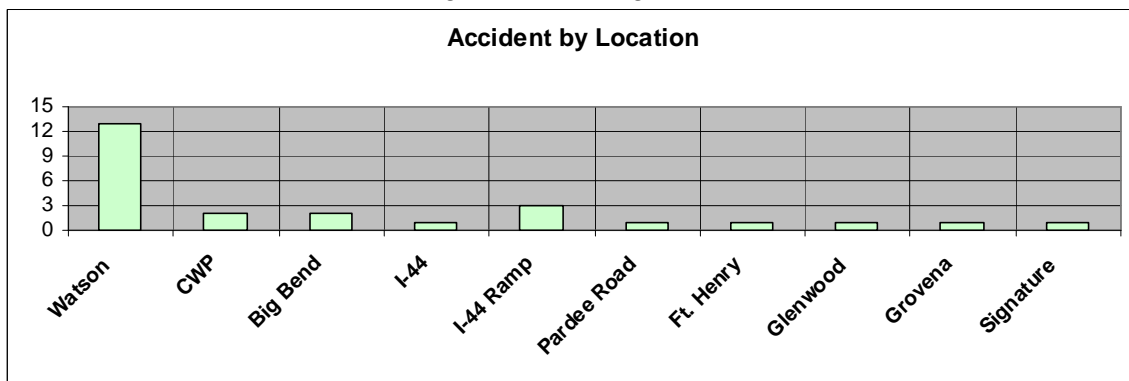 Accident by Location
15
12
9
6
3
0
Watson
CWP
Big Bend
I-44
I-44 Ramp
Pardee Road
Ft. Henry
Glenwood
Grovena
Signature